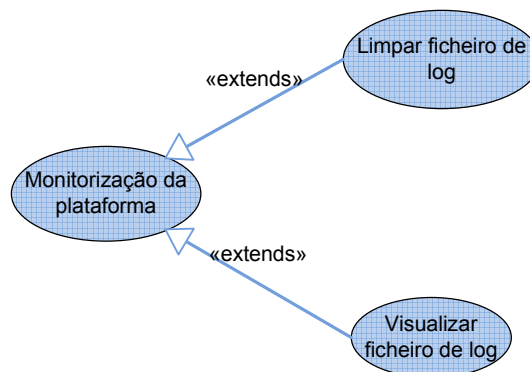 Limpar ficheiro de
log
«extends»
Monitorização da
plataforma
«extends»
Visualizar
ficheiro de log